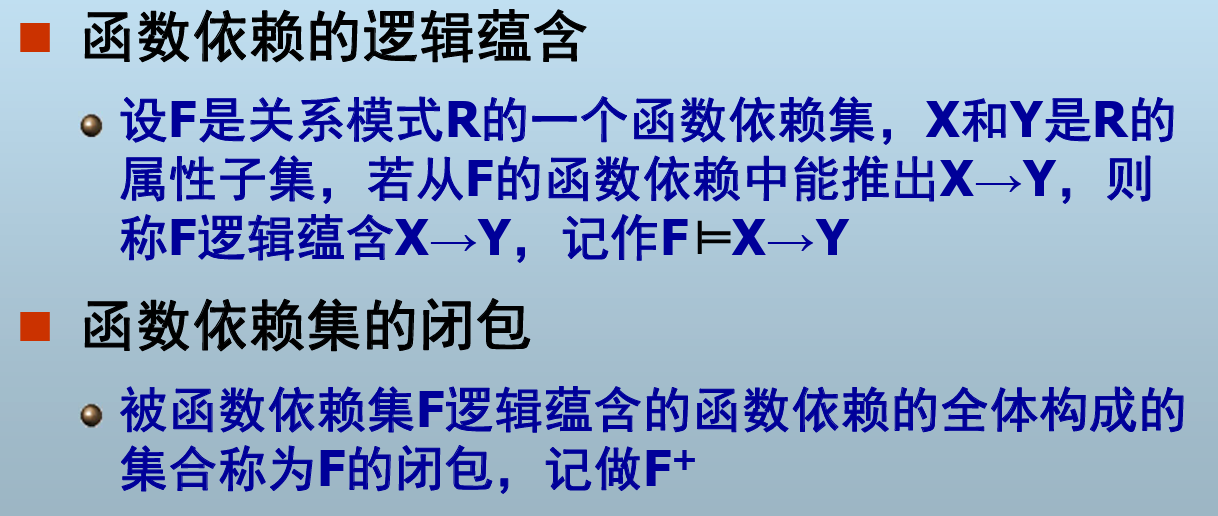 函数依赖的逻辑蕴含
设F是关系模式R的一个函数依赖集，X和Y是R的
属性子集，若从F的函数依赖中能推出X→Y，则
称F逻辑蕴含X→Y，记作F⊨X→Y
函数依赖集的闭包
被函数依赖集F逻辑蕴含的函数依赖的全体构成的
集合称为F的闭包，记做F⁺